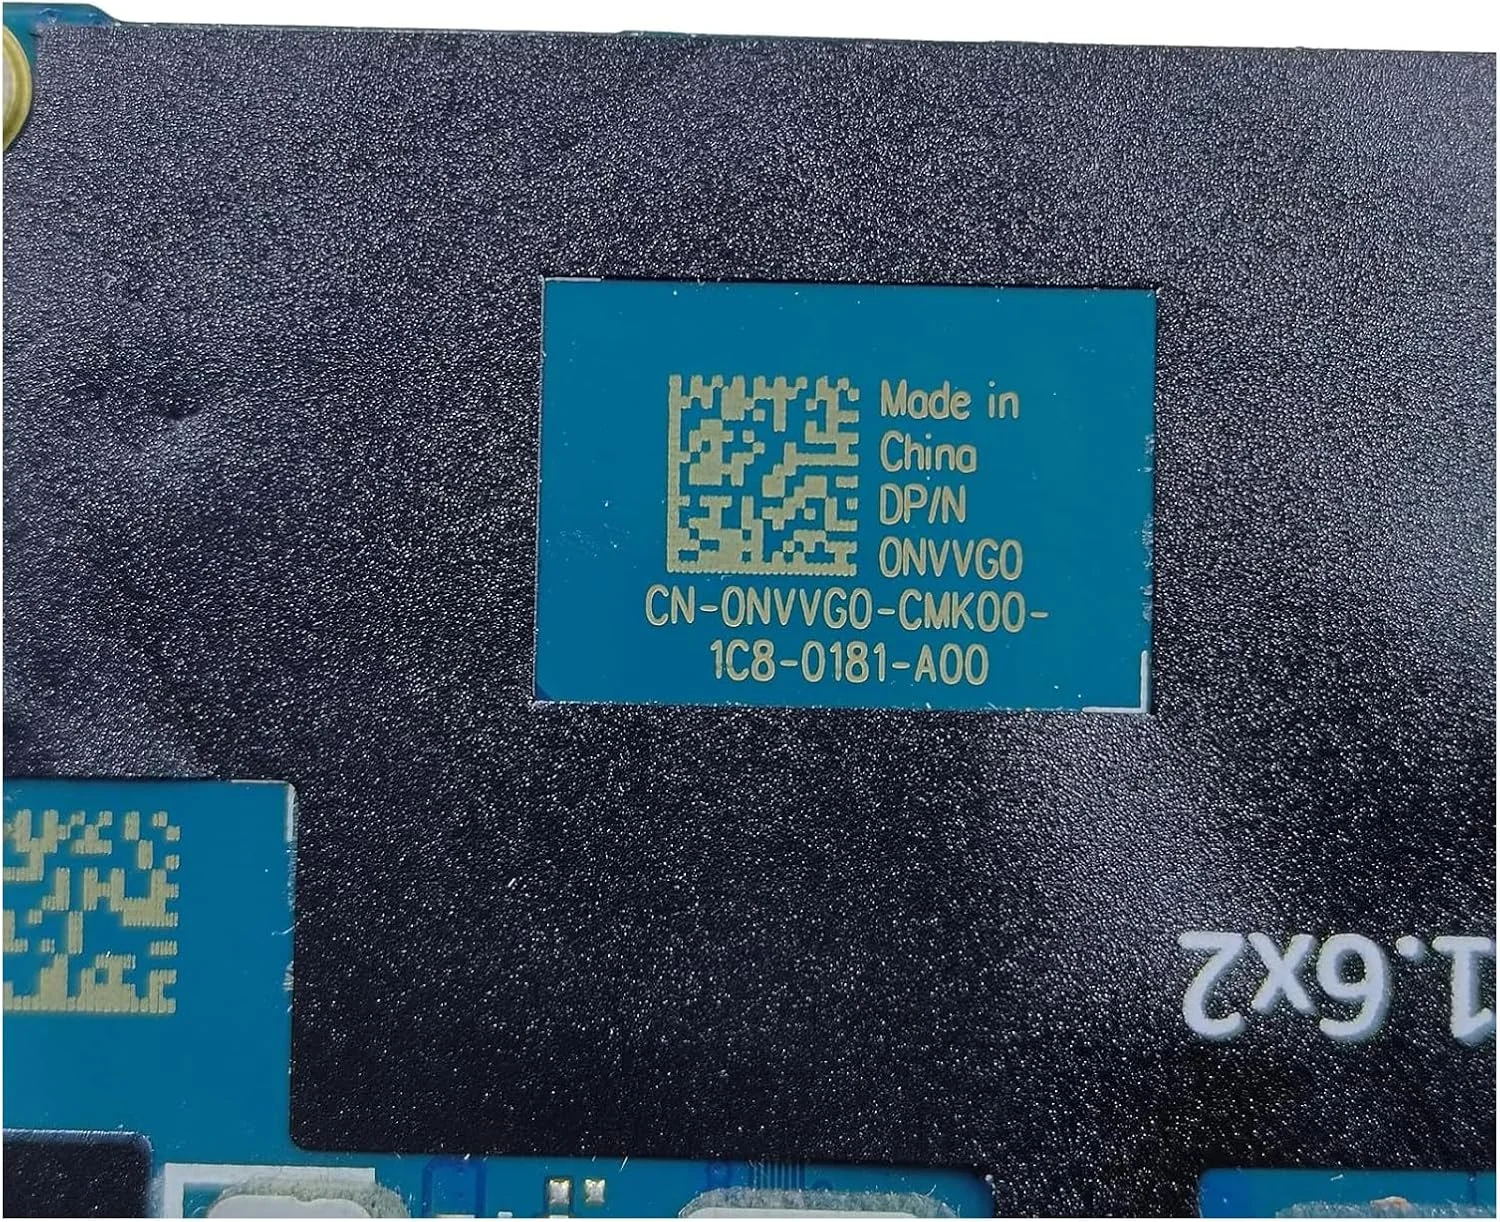 Made in
China
DP/N
0NVVG0
CN-0NVVG0-CMK00-
1C8-0181-A00
1.6x2